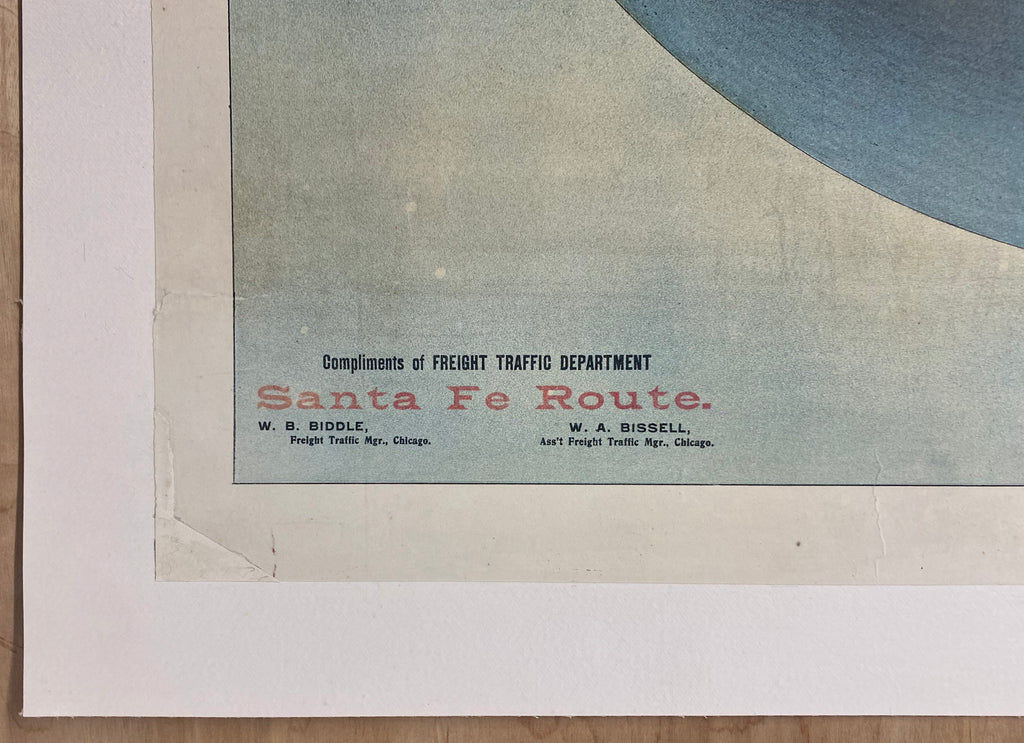 Compliments of FREIGHT TRAFFIC DEPARTMENT
Santa Fe Route.
W. B. BIDDLE,
Freight Traffic Mgr., Chicago.
W. A. BISSELL,
Ass't Freight Traffic Mgr., Chicago.